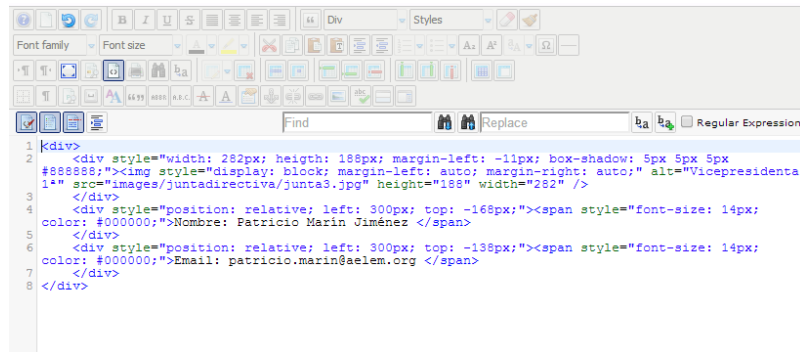 B I U S Div Styles
Font family Font size A A₂ A² Ω
¶ ¶ b,a
¶ A 6699 ABBR A.B.C. A A ABC
Find Replace Regular Expression
1 <div>
2 <div style="width: 282px; heigth: 188px; margin-left: -11px; box-shadow: 5px 5px 5px
#888888;"><img style="display: block; margin-left: auto; margin-right: auto;" alt="Vicepresidenta
1ª" src="images/juntadirectiva/junta3.jpg" height="188" width="282" />
3 </div>
4 <div style="position: relative; left: 300px; top: -168px;"><span style="font-size: 14px;
color: #000000;">Nombre: Patricio Marín Jiménez </span>
5 </div>
6 <div style="position: relative; left: 300px; top: -138px;"><span style="font-size: 14px;
color: #000000;">Email: patricio.marin@aelem.org </span>
7 </div>
8 </div>